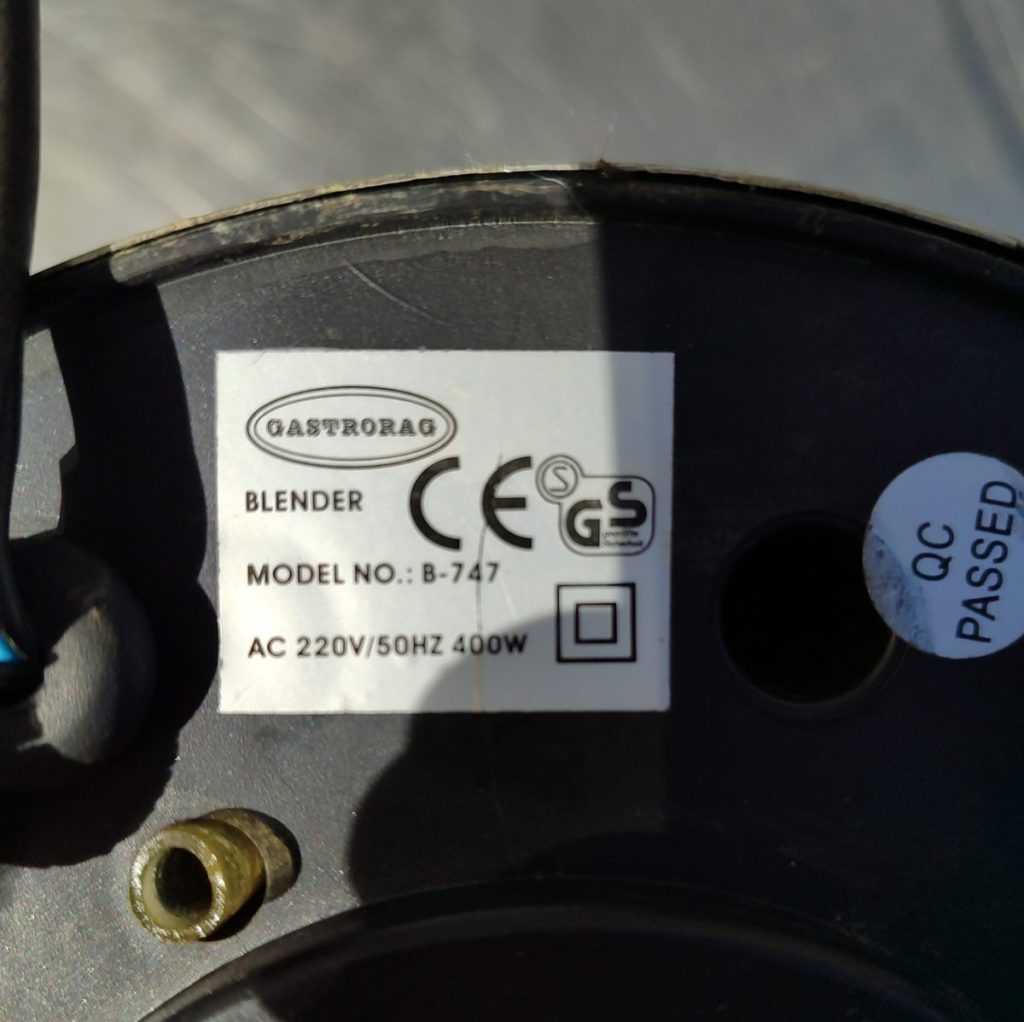 GASTRORAG
BLENDER
CE
S
GS
MODEL NO.: B-747
AC 220V/50HZ 400W
QC
PASSED